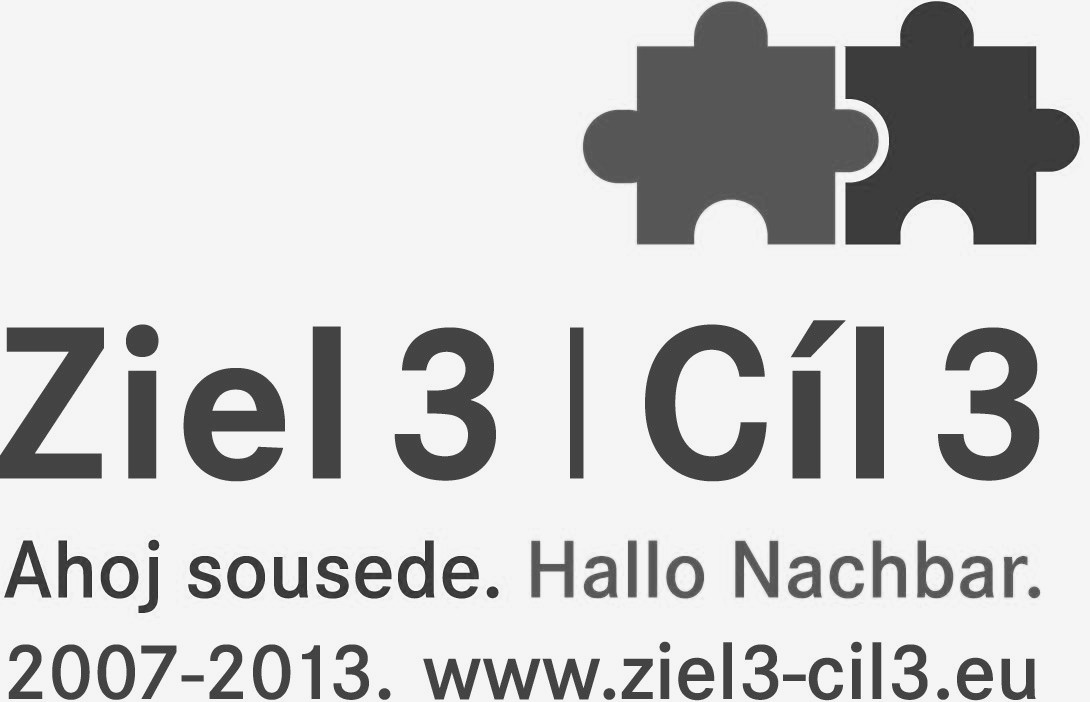 Ziel 3 | Cíl 3
Ahoj sousede. Hallo Nachbar.
2007-2013. www.ziel3-cil3.eu